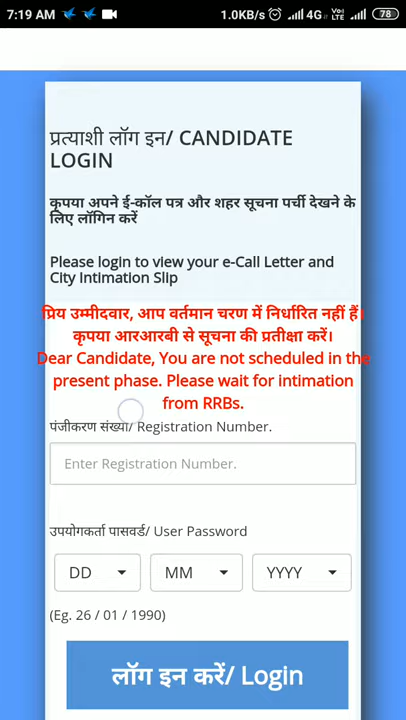 7:19 AM 1.0KB/s 4G Vo LTE 78
प्रत्याशी लॉग इन/ CANDIDATE
LOGIN
कृपया अपने ई-कॉल पत्र और शहर सूचना पर्ची देखने के
लिए लॉगिन करें
Please login to view your e-Call Letter and
City Intimation Slip
प्रिय उम्मीदवार, आप वर्तमान चरण में निर्धारित नहीं हैं।
कृपया आरआरबी से सूचना की प्रतीक्षा करें।
Dear Candidate, You are not scheduled in the
present phase. Please wait for intimation
from RRBs.
पंजीकरण संख्या/ Registration Number.
Enter Registration Number.
उपयोगकर्ता पासवर्ड/ User Password
DD MM YYYY
(Eg. 26 / 01 / 1990)
लॉग इन करें/ Login